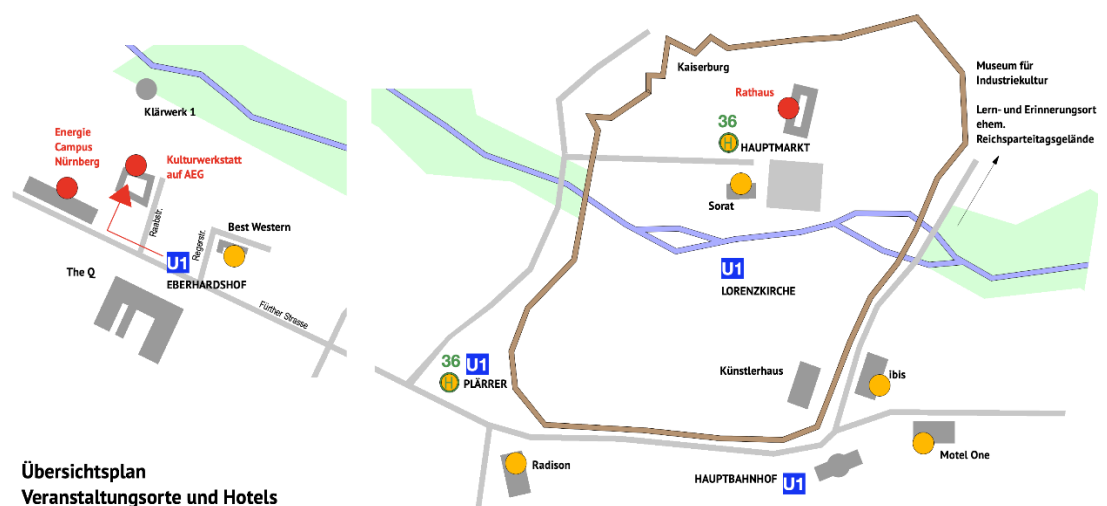 Klärwerk 1
Energie
Campus
Nürnberg
Kulturwerkstatt
auf AEG
Raabstr.
Regerstr.
Best Western
U1
EBERHARDSHOF
The Q
Fürther Strasse
Übersichtsplan
Veranstaltungsorte und Hotels
Kaiserburg
Rathaus
36
H HAUPTMARKT
Sorat
U1
LORENZKIRCHE
Museum für
Industriekultur
Lern- und Erinnerungsort
ehem.
Reichsparteitagsgelände
36 U1
H PLÄRRER
Künstlerhaus
ibis
Motel One
Radison
HAUPTBAHNHOF U1